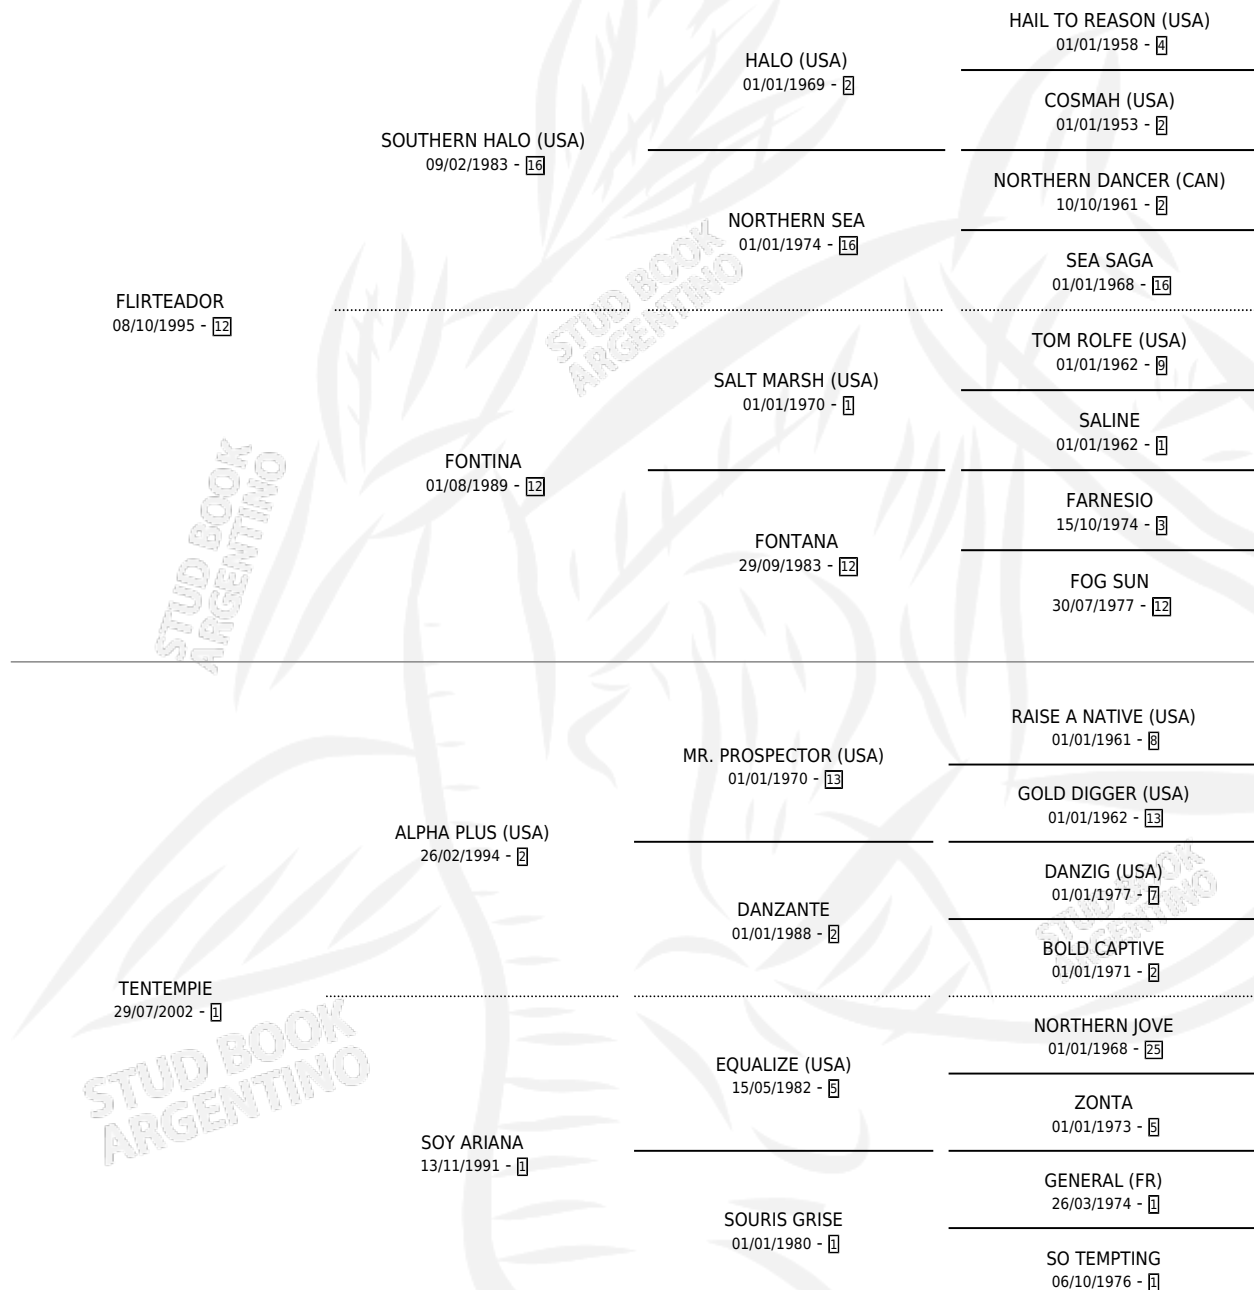 HAIL TO REASON (USA)
01/01/1958 - 4
HALO (USA)
01/01/1969 - 2
COSMAH (USA)
01/01/1953 - 2
SOUTHERN HALO (USA)
09/02/1983 - 16
NORTHERN DANCER (CAN)
10/10/1961 - 2
NORTHERN SEA
01/01/1974 - 16
SEA SAGA
01/01/1968 - 16
FLIRTEADOR
08/10/1995 - 12
STUD BOOK
ARGENTINO
TOM ROLFE (USA)
01/01/1962 - 9
SALT MARSH (USA)
01/01/1970 - 1
SALINE
01/01/1962 - 1
FONTINA
01/08/1989 - 12
FARNESIO
15/10/1974 - 3
FONTANA
29/09/1983 - 12
FOG SUN
30/07/1977 - 12
STUD BOOK
ARGENTINO
RAISE A NATIVE (USA)
01/01/1961 - 8
MR. PROSPECTOR (USA)
01/01/1970 - 13
GOLD DIGGER (USA)
01/01/1962 - 13
ALPHA PLUS (USA)
26/02/1994 - 2
DANZIG (USA)
01/01/1977 - 7
STUD BOOK
ARGENTINO
DANZANTE
01/01/1988 - 2
BOLD CAPTIVE
01/01/1971 - 2
TENTEMPIE
29/07/2002 - 1
STUD BOOK
ARGENTINO
NORTHERN JOVE
01/01/1968 - 25
EQUALIZE (USA)
15/05/1982 - 5
ZONTA
01/01/1973 - 5
SOY ARIANA
13/11/1991 - 1
GENERAL (FR)
26/03/1974 - 1
SOURIS GRISE
01/01/1980 - 1
SO TEMPTING
06/10/1976 - 1